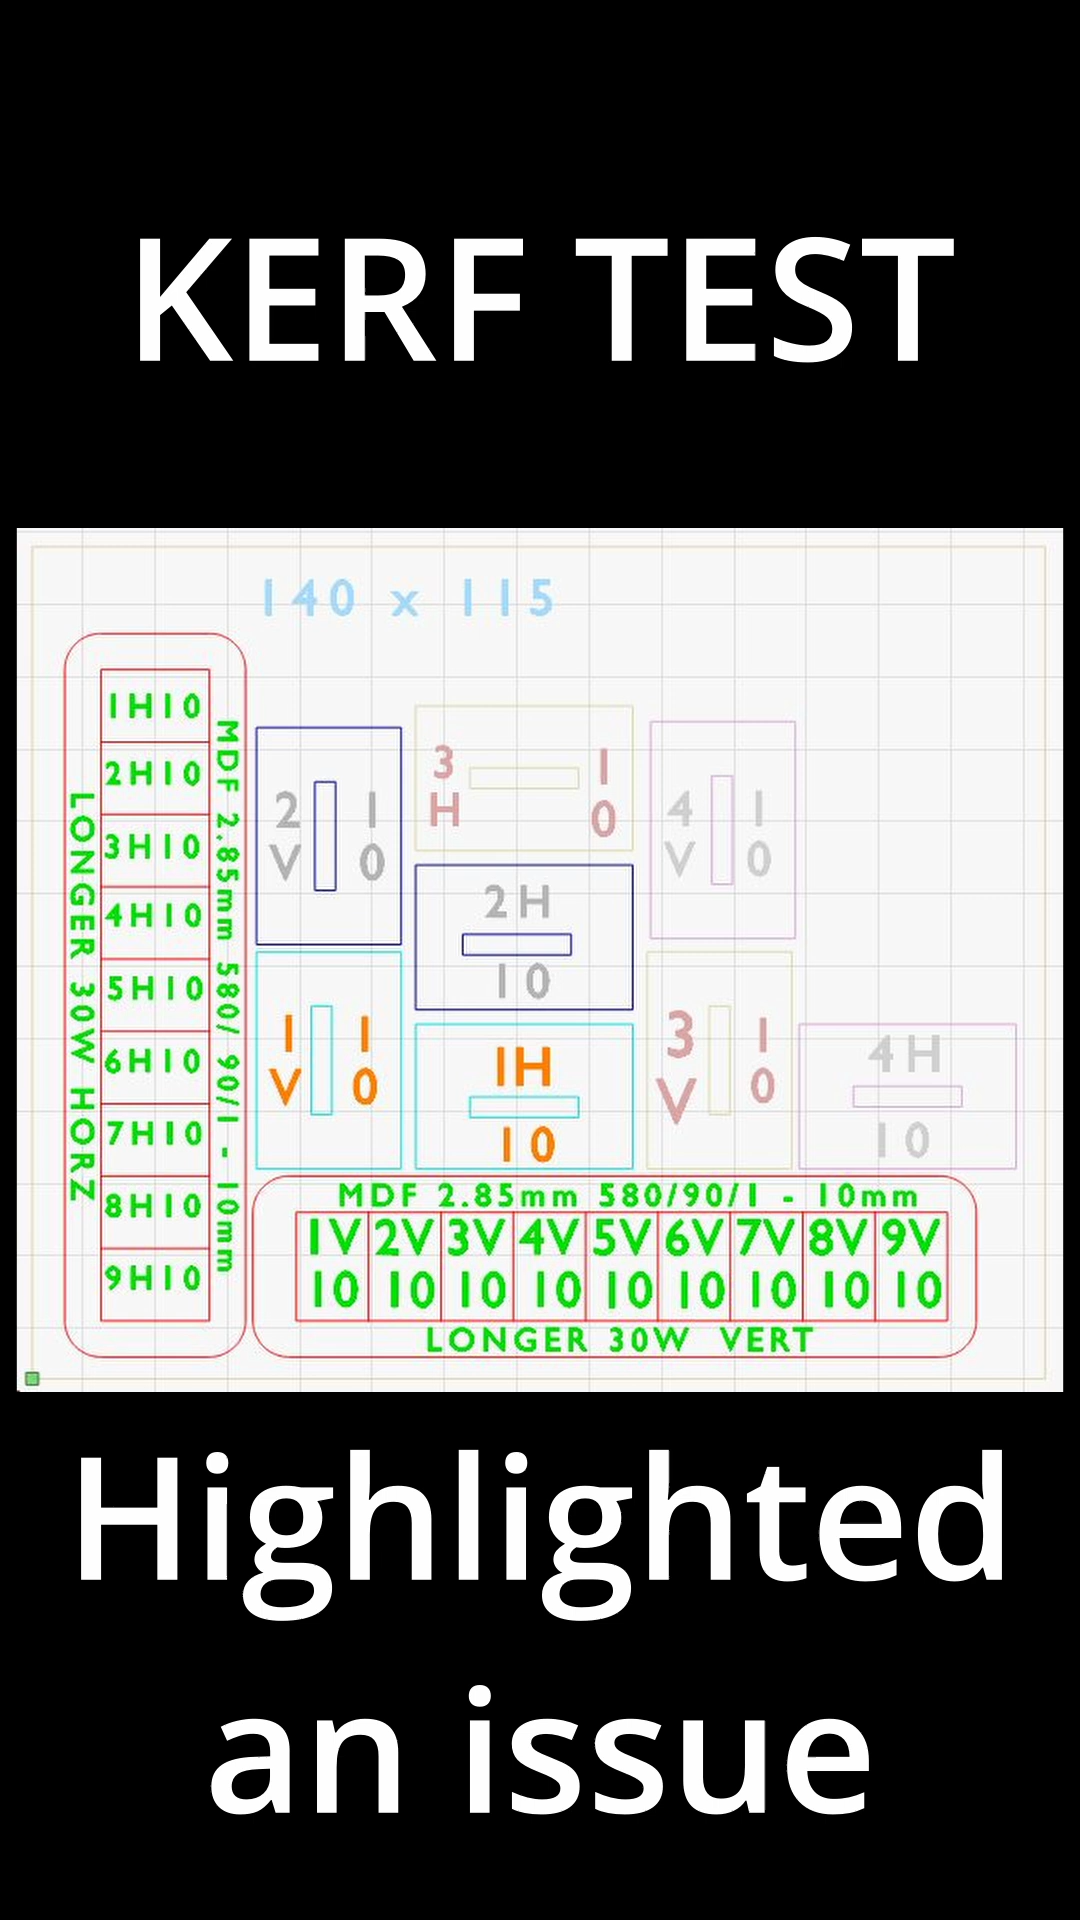 KERF TEST
140 x 115
1H10
2H10
3H10
4H10
5H10
6H10
7H10
8H10
9H10
LONGER 30W HORZ
MDF 2.85mm 580/ 90/1 - 10mm
2 1
V 0
3 1
H 0
4 1
V 0
2H
10
1 1
V 0
1H
10
3 1
V 0
4H
10
MDF 2.85mm 580/90/1 - 10mm
1V 2V 3V 4V 5V 6V 7V 8V 9V
10 10 10 10 10 10 10 10 10
LONGER 30W VERT
Highlighted
an issue